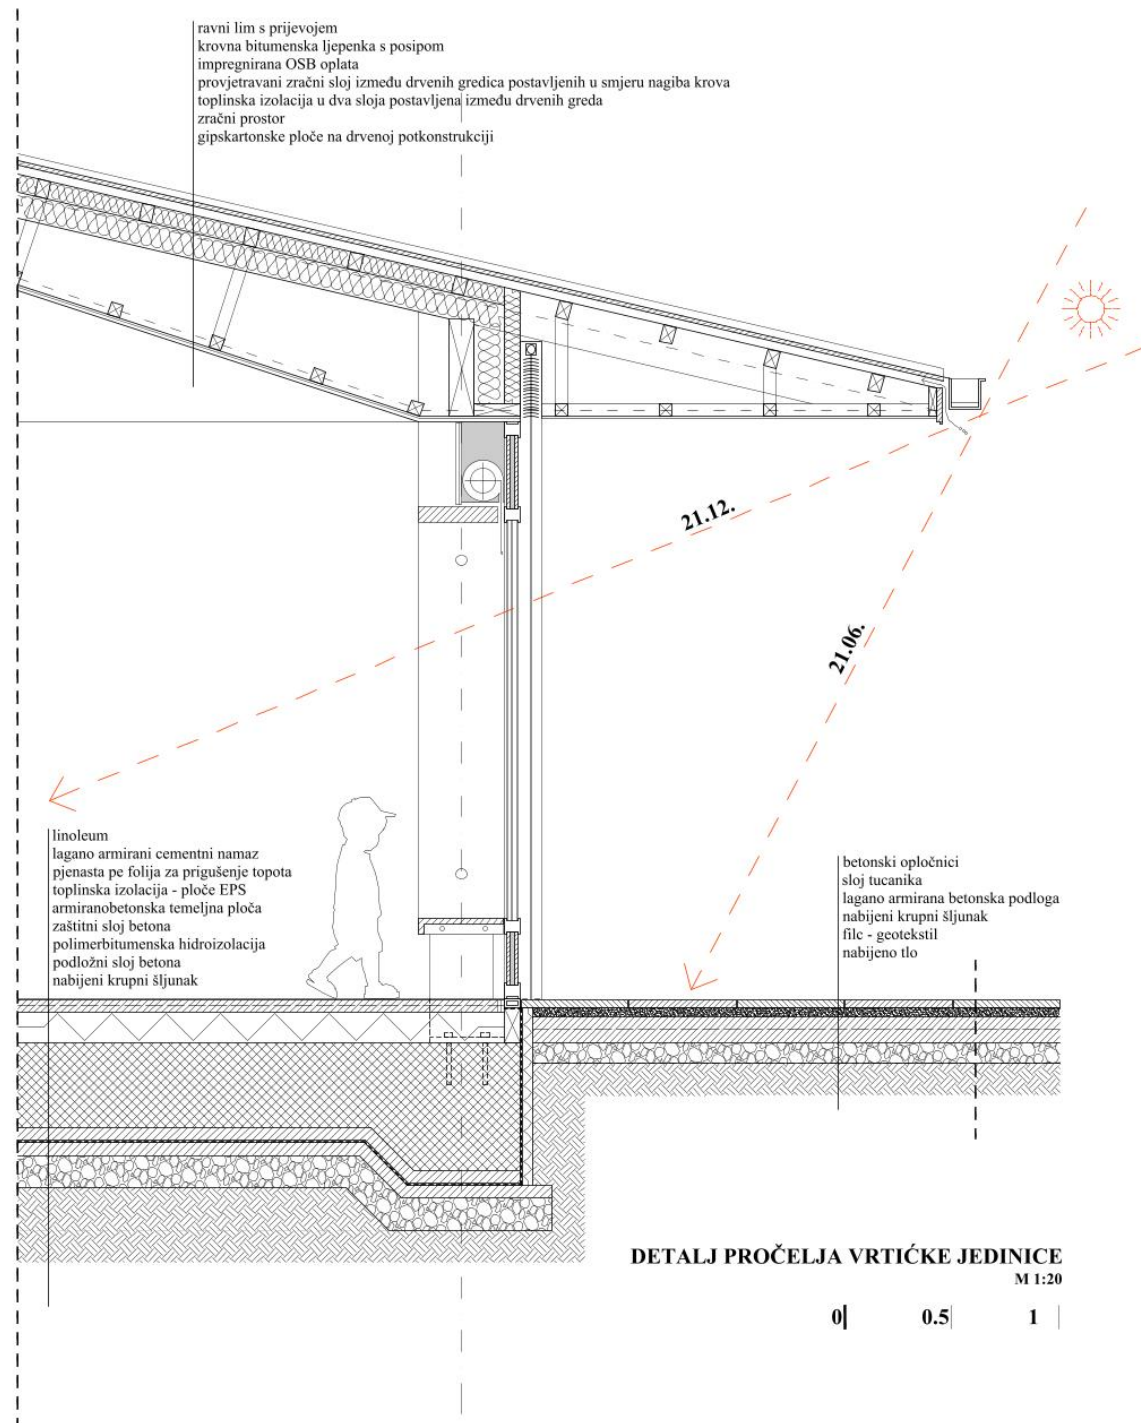 ravni lim s prijevojem
krovna bitumenska ljepenka s posipom
impregnirana OSB oplata
provjetravani zračni sloj između drvenih gredica postavljenih u smjeru nagiba krova
toplinska izolacija u dva sloja postavljena između drvenih greda
zračni prostor
gipskartonske ploče na drvenoj potkonstrukciji
21.12.
21.06.
linoleum
lagano armirani cementni namaz
pjenasta pe folija za prigušenje topota
toplinska izolacija - ploče EPS
armiranobetonska temeljna ploča
zaštitni sloj betona
polimerbitumenska hidroizolacija
podložni sloj betona
nabijeni krupni šljunak
betonski opločnici
sloj tucanika
lagano armirana betonska podloga
nabijeni krupni šljunak
filc - geotekstil
nabijeno tlo
DETALJ PROČELJA VRTIĆKE JEDINICE
M 1:20
0 0.5 1